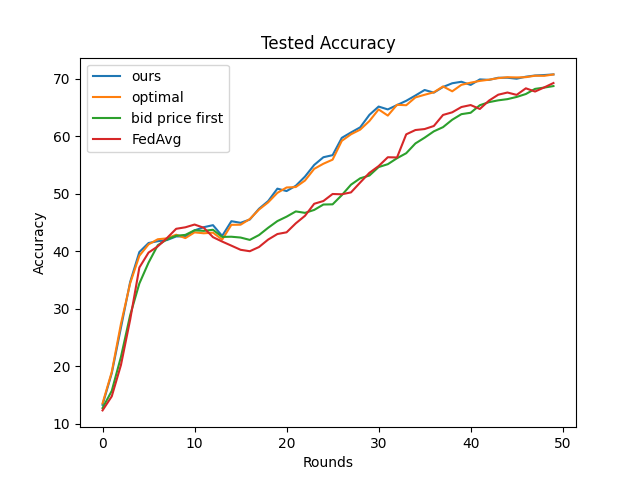 Tested Accuracy
ours
optimal
bid price first
FedAvg
70
60
50
40
30
20
10
Accuracy
0 10 20 30 40 50
Rounds